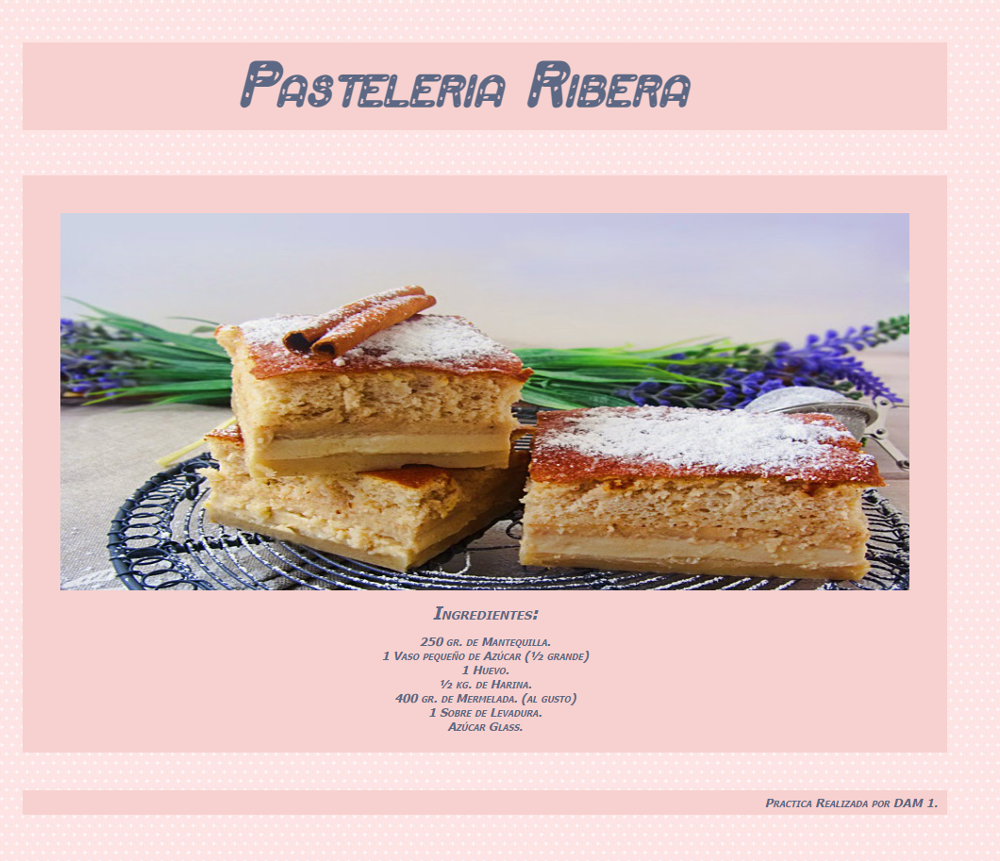 Pasteleria Ribera
Ingredientes:
250 gr. de Mantequilla.
1 Vaso pequeño de Azúcar (½ grande)
1 Huevo.
½ kg. de Harina.
400 gr. de Mermelada. (al gusto)
1 Sobre de Levadura.
Azúcar Glass.
Practica Realizada por DAM 1.